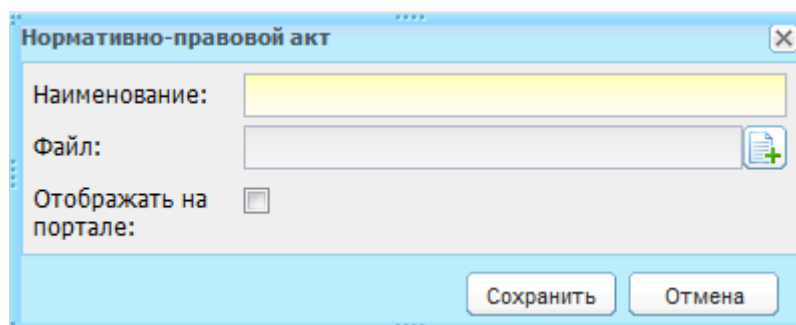 Нормативно-правовой акт
Наименование:
Файл:
Отображать на
портале:
Сохранить Отмена